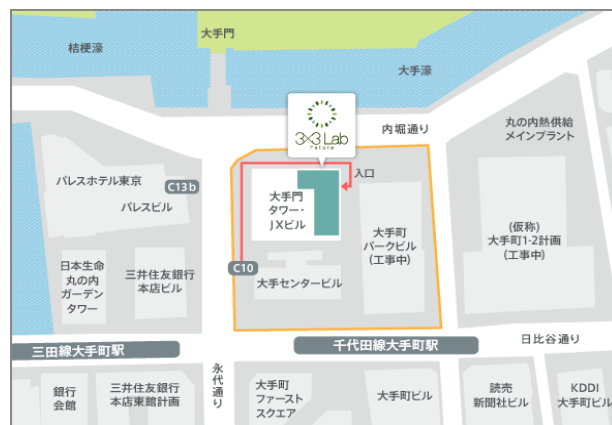 大手門
桔梗濠
大手濠
3×3 Lab
Future
内堀通り
丸の内熱供給
メインプラント
パレスホテル東京
C13b
パレスビル
入口
大手門
タワー・
JXビル
大手町
パークビル
(工事中)
(仮称)
大手町1-2計画
(工事中)
日本生命
丸の内
ガーデン
タワー
三井住友銀行
本店ビル
C10
大手センタービル
日比谷通り
三田線大手町駅
千代田線大手町駅
永代通り
銀行
会館
三井住友銀行
本店東館計画
大手町
ファースト
スクエア
大手町ビル
読売
新聞社ビル
KDDI
大手町ビル